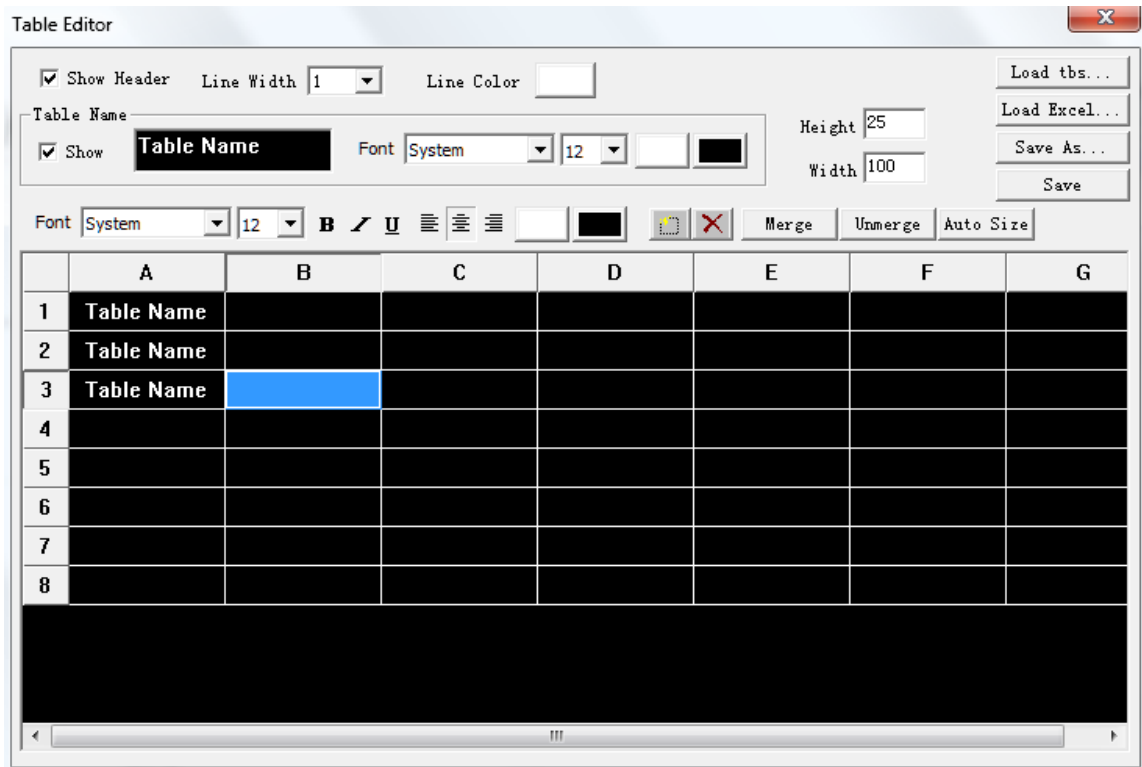 Table Editor
Show Header Line Width 1 Line Color Load tbs...
Table Name Load Excel...
Show Table Name Font System 12 Height 25 Save As...
Width 100 Save
Font System 12 B I U Merge Unmerge Auto Size
A B C D E F G
1 Table Name
2 Table Name
3 Table Name
4
5
6
7
8